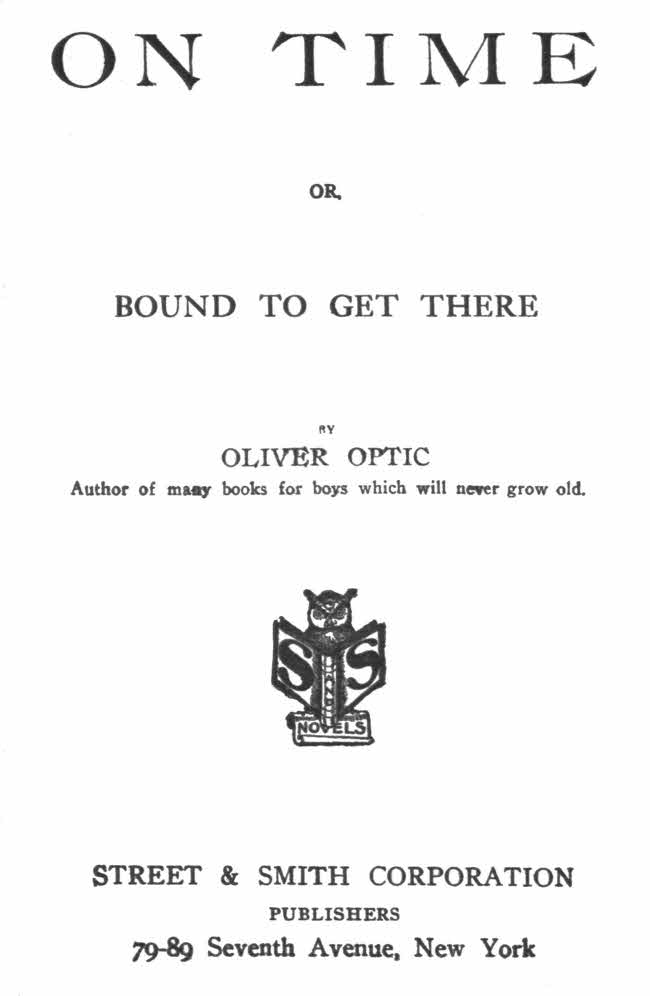 ON TIME
OR,
BOUND TO GET THERE
BY
OLIVER OPTIC
Author of many books for boys which will never grow old.
S S
AND
NOVELS
STREET & SMITH CORPORATION
PUBLISHERS
79-89 Seventh Avenue, New York